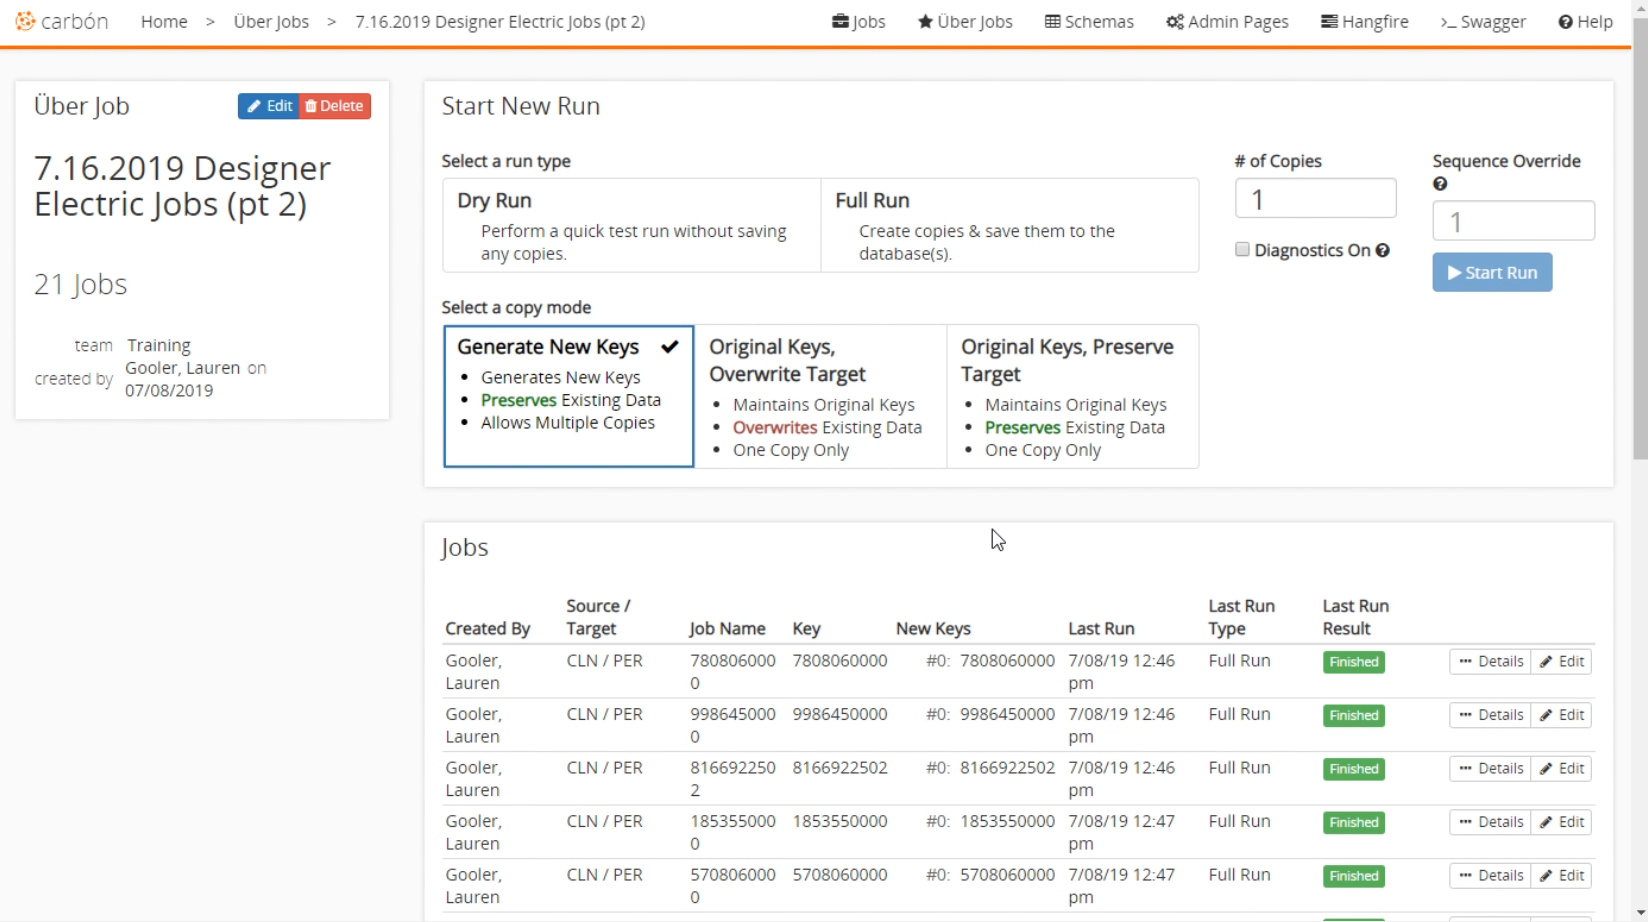 carbón Home > Über Jobs > 7.16.2019 Designer Electric Jobs (pt 2) Jobs Über Jobs Schemas Admin Pages Hangfire >_ Swagger Help
Über Job Edit Delete
7.16.2019 Designer
Electric Jobs (pt 2)
21 Jobs
team Training
created by Gooler, Lauren on
07/08/2019
Start New Run
Select a run type
Dry Run
Perform a quick test run without saving
any copies.
Full Run
Create copies & save them to the
database(s).
# of Copies
1
Diagnostics On
Sequence Override
1
Start Run
Select a copy mode
Generate New Keys
• Generates New Keys
• Preserves Existing Data
• Allows Multiple Copies
Original Keys,
Overwrite Target
• Maintains Original Keys
• Overwrites Existing Data
• One Copy Only
Original Keys, Preserve
Target
• Maintains Original Keys
• Preserves Existing Data
• One Copy Only
Jobs
Created By Source / Target Job Name Key New Keys Last Run Last Run Type Last Run Result
Gooler, CLN / PER 780806000 7808060000 #0: 7808060000 7/08/19 12:46 Full Run Finished Details Edit
Lauren 0 pm
Gooler, CLN / PER 998645000 9986450000 #0: 9986450000 7/08/19 12:46 Full Run Finished Details Edit
Lauren 0 pm
Gooler, CLN / PER 816692250 8166922502 #0: 8166922502 7/08/19 12:46 Full Run Finished Details Edit
Lauren 2 pm
Gooler, CLN / PER 185355000 1853550000 #0: 1853550000 7/08/19 12:47 Full Run Finished Details Edit
Lauren 0 pm
Gooler, CLN / PER 570806000 5708060000 #0: 5708060000 7/08/19 12:47 Full Run Finished Details Edit
Lauren 0 pm